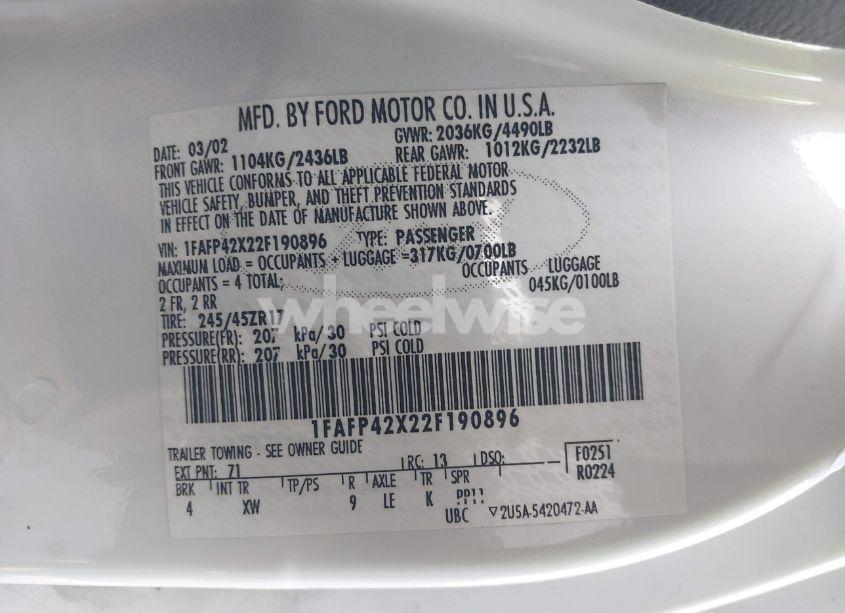 MFD. BY FORD MOTOR CO. IN U.S.A.
DATE: 03/02 GVWR: 2036KG/4490LB
FRONT GAWR: 1104KG/2436LB REAR GAWR: 1012KG/2232LB
THIS VEHICLE CONFORMS TO ALL APPLICABLE FEDERAL MOTOR
VEHICLE SAFETY, BUMPER, AND THEFT PREVENTION STANDARDS
IN EFFECT ON THE DATE OF MANUFACTURE SHOWN ABOVE.
VIN: 1FAFP42X22F190896 TYPE: PASSENGER
MAXIMUM LOAD = OCCUPANTS + LUGGAGE =317KG/0700LB
OCCUPANTS = 4 TOTAL; OCCUPANTS LUGGAGE
2 FR, 2 RR 045KG/0100LB
wheelwise
TIRE: 245/45ZR17
PRESSURE(FR): 207 kPa/30 PSI COLD
PRESSURE(RR): 207 kPa/30 PSI COLD
1FAFP42X22F190896
TRAILER TOWING - SEE OWNER GUIDE
EXT PNT: Z1 RC: 13 DSO: F0251
R0224
BRK INT TR TP/PS R AXLE TR SPR
4 XW 9 LE K
UBC ▽2U5A-5420472-AA